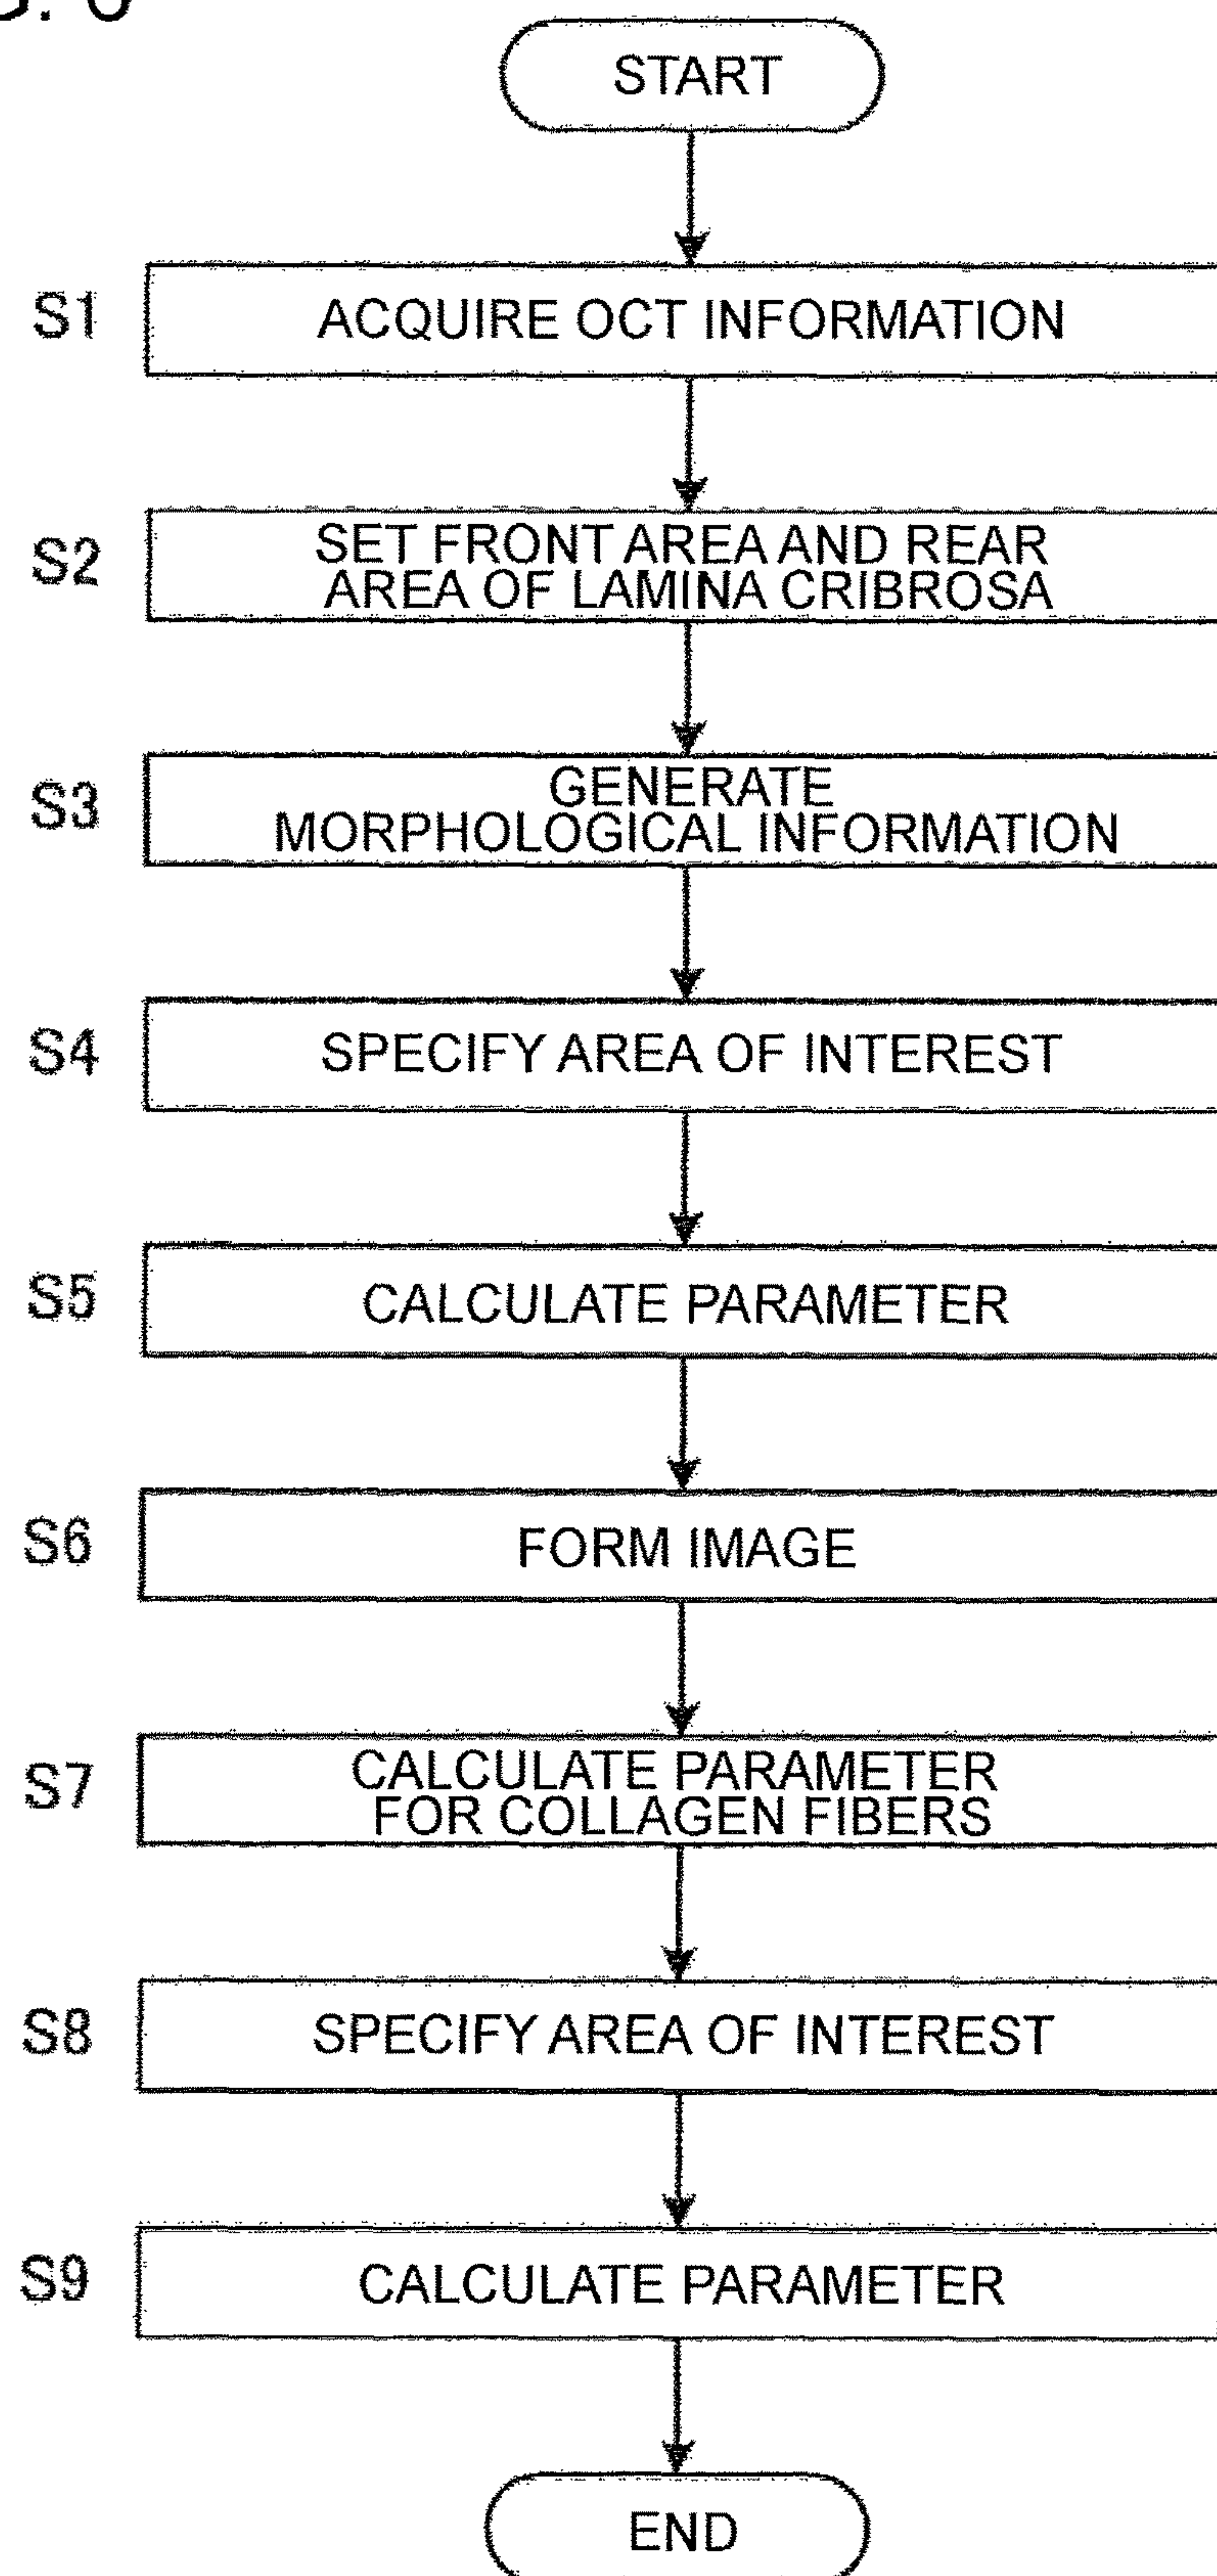 START
S1 ACQUIRE OCT INFORMATION
S2 SET FRONT AREA AND REAR
AREA OF LAMINA CRIBROSA
S3 GENERATE
MORPHOLOGICAL INFORMATION
S4 SPECIFY AREA OF INTEREST
S5 CALCULATE PARAMETER
S6 FORM IMAGE
S7 CALCULATE PARAMETER
FOR COLLAGEN FIBERS
S8 SPECIFY AREA OF INTEREST
S9 CALCULATE PARAMETER
END